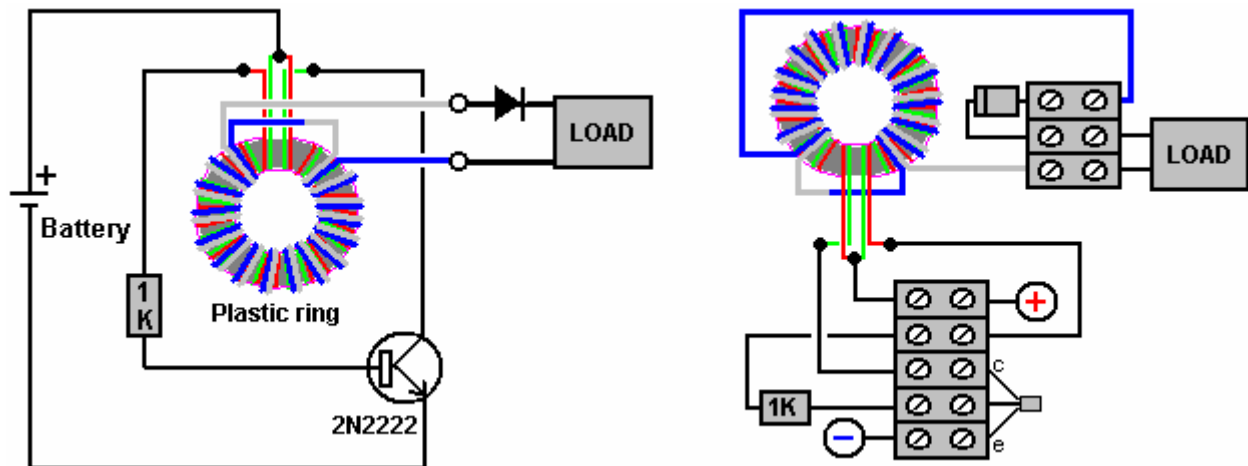 +
Battery
1
K
Plastic ring
2N2222
LOAD
LOAD
+
c
1K
−
e